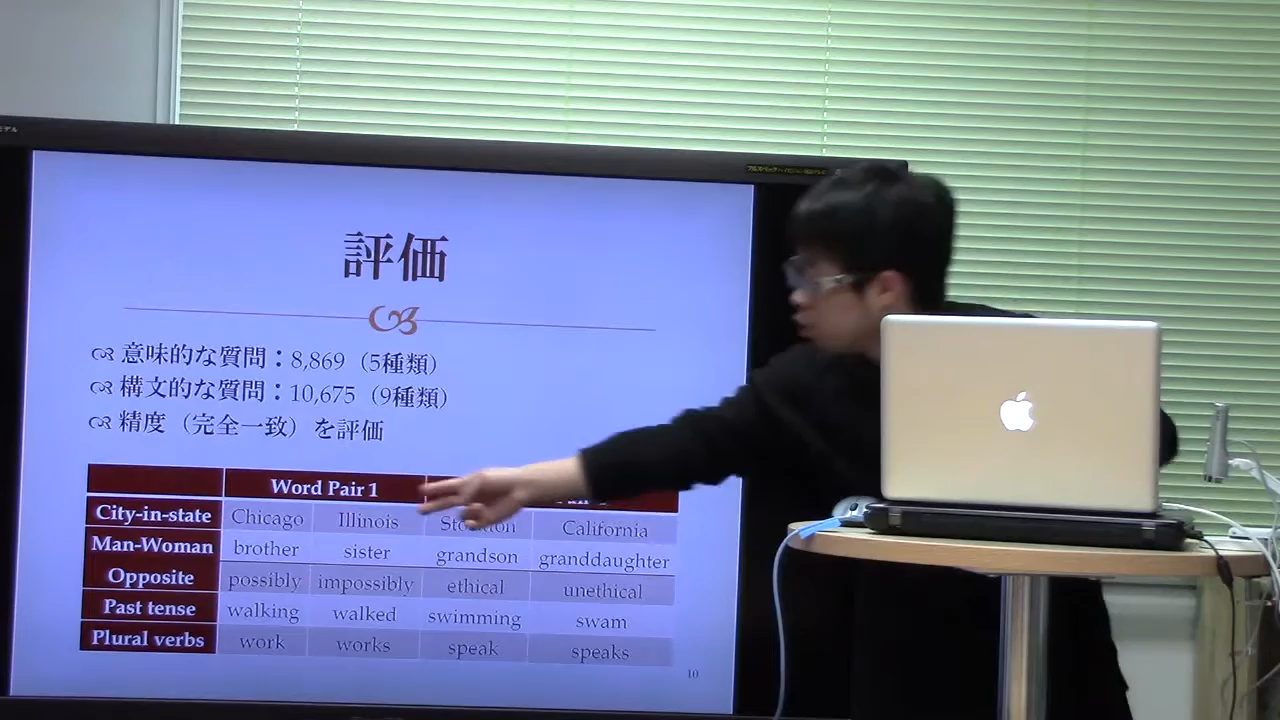 モデル
評価
意味的な質問：8,869（5種類）
構文的な質問：10,675（9種類）
精度（完全一致）を評価
Word Pair 1
City-in-state Chicago Illinois California
Man-Woman brother sister grandson granddaughter
Opposite possibly impossibly ethical unethical
Past tense walking walked swimming swam
Plural verbs work works speak speaks
10